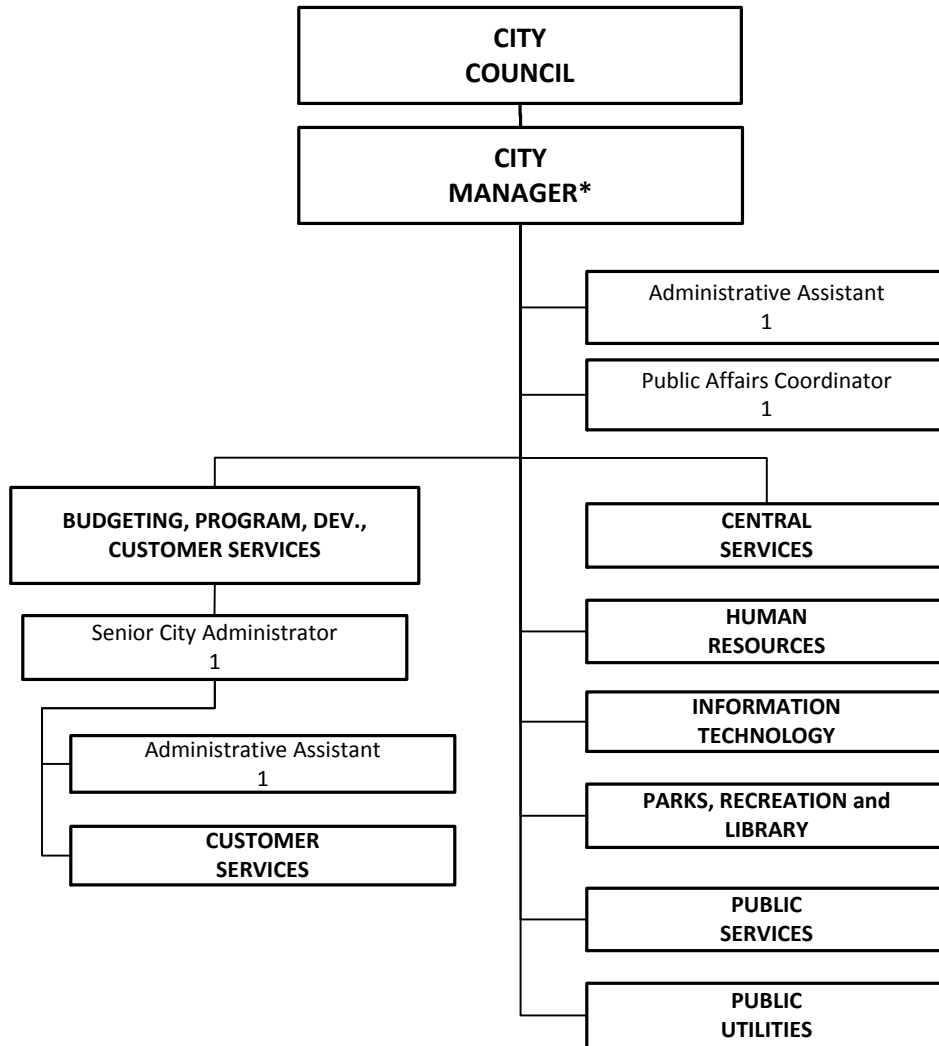 CITY
COUNCIL
CITY
MANAGER*
Administrative Assistant
1
Public Affairs Coordinator
1
BUDGETING, PROGRAM, DEV.,
CUSTOMER SERVICES
Senior City Administrator
1
Administrative Assistant
1
CUSTOMER
SERVICES
CENTRAL
SERVICES
HUMAN
RESOURCES
INFORMATION
TECHNOLOGY
PARKS, RECREATION and
LIBRARY
PUBLIC
SERVICES
PUBLIC
UTILITIES